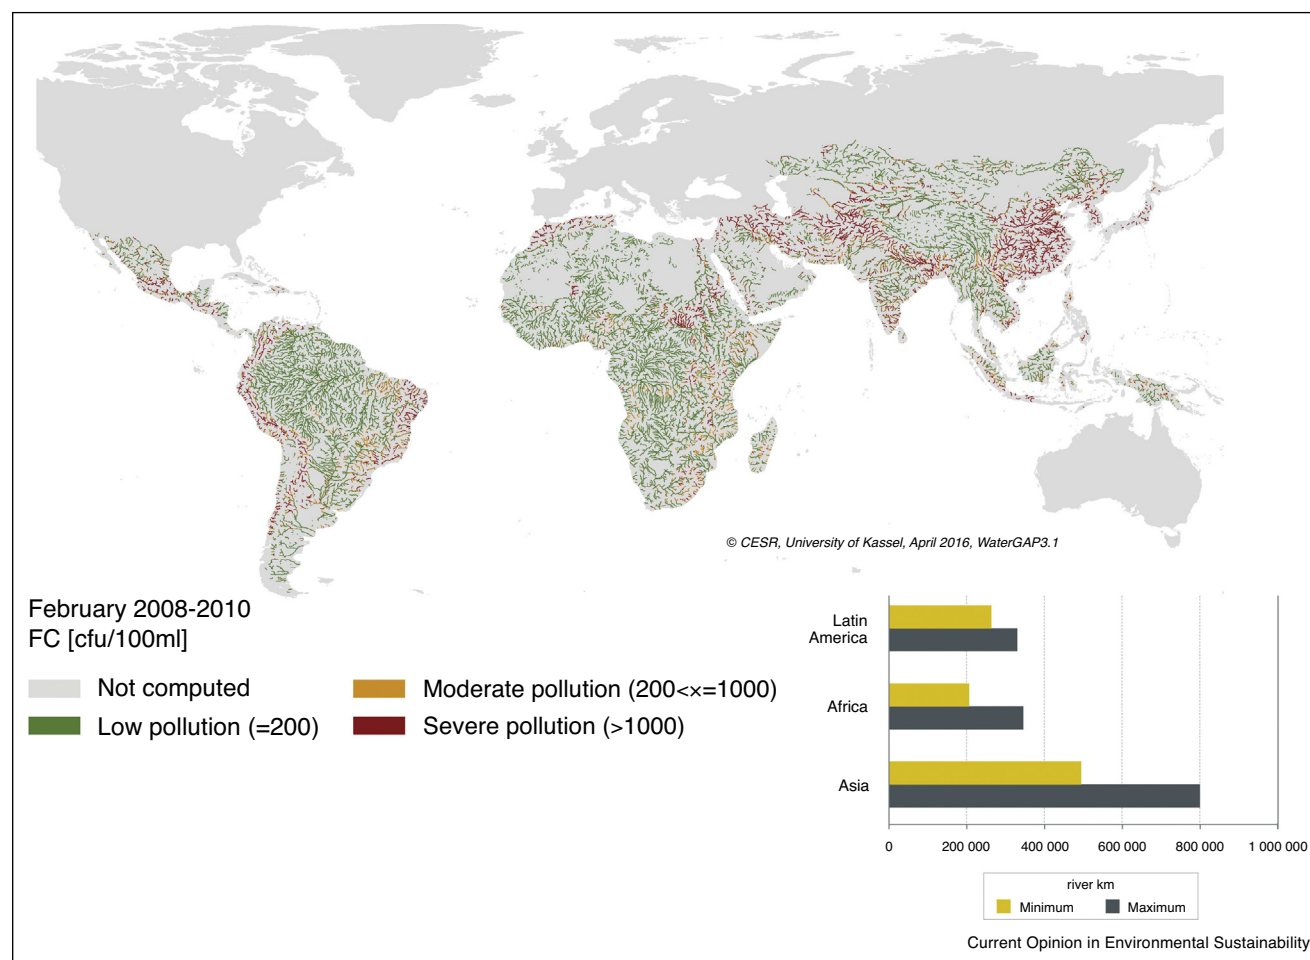 © CESR, University of Kassel, April 2016, WaterGAP3.1
February 2008-2010
FC [cfu/100ml]
Not computed
Low pollution (=200)
Moderate pollution (200<×=1000)
Severe pollution (>1000)
Latin
America
Africa
Asia
0 200 000 400 000 600 000 800 000 1 000 000
river km
Minimum Maximum
Current Opinion in Environmental Sustainability